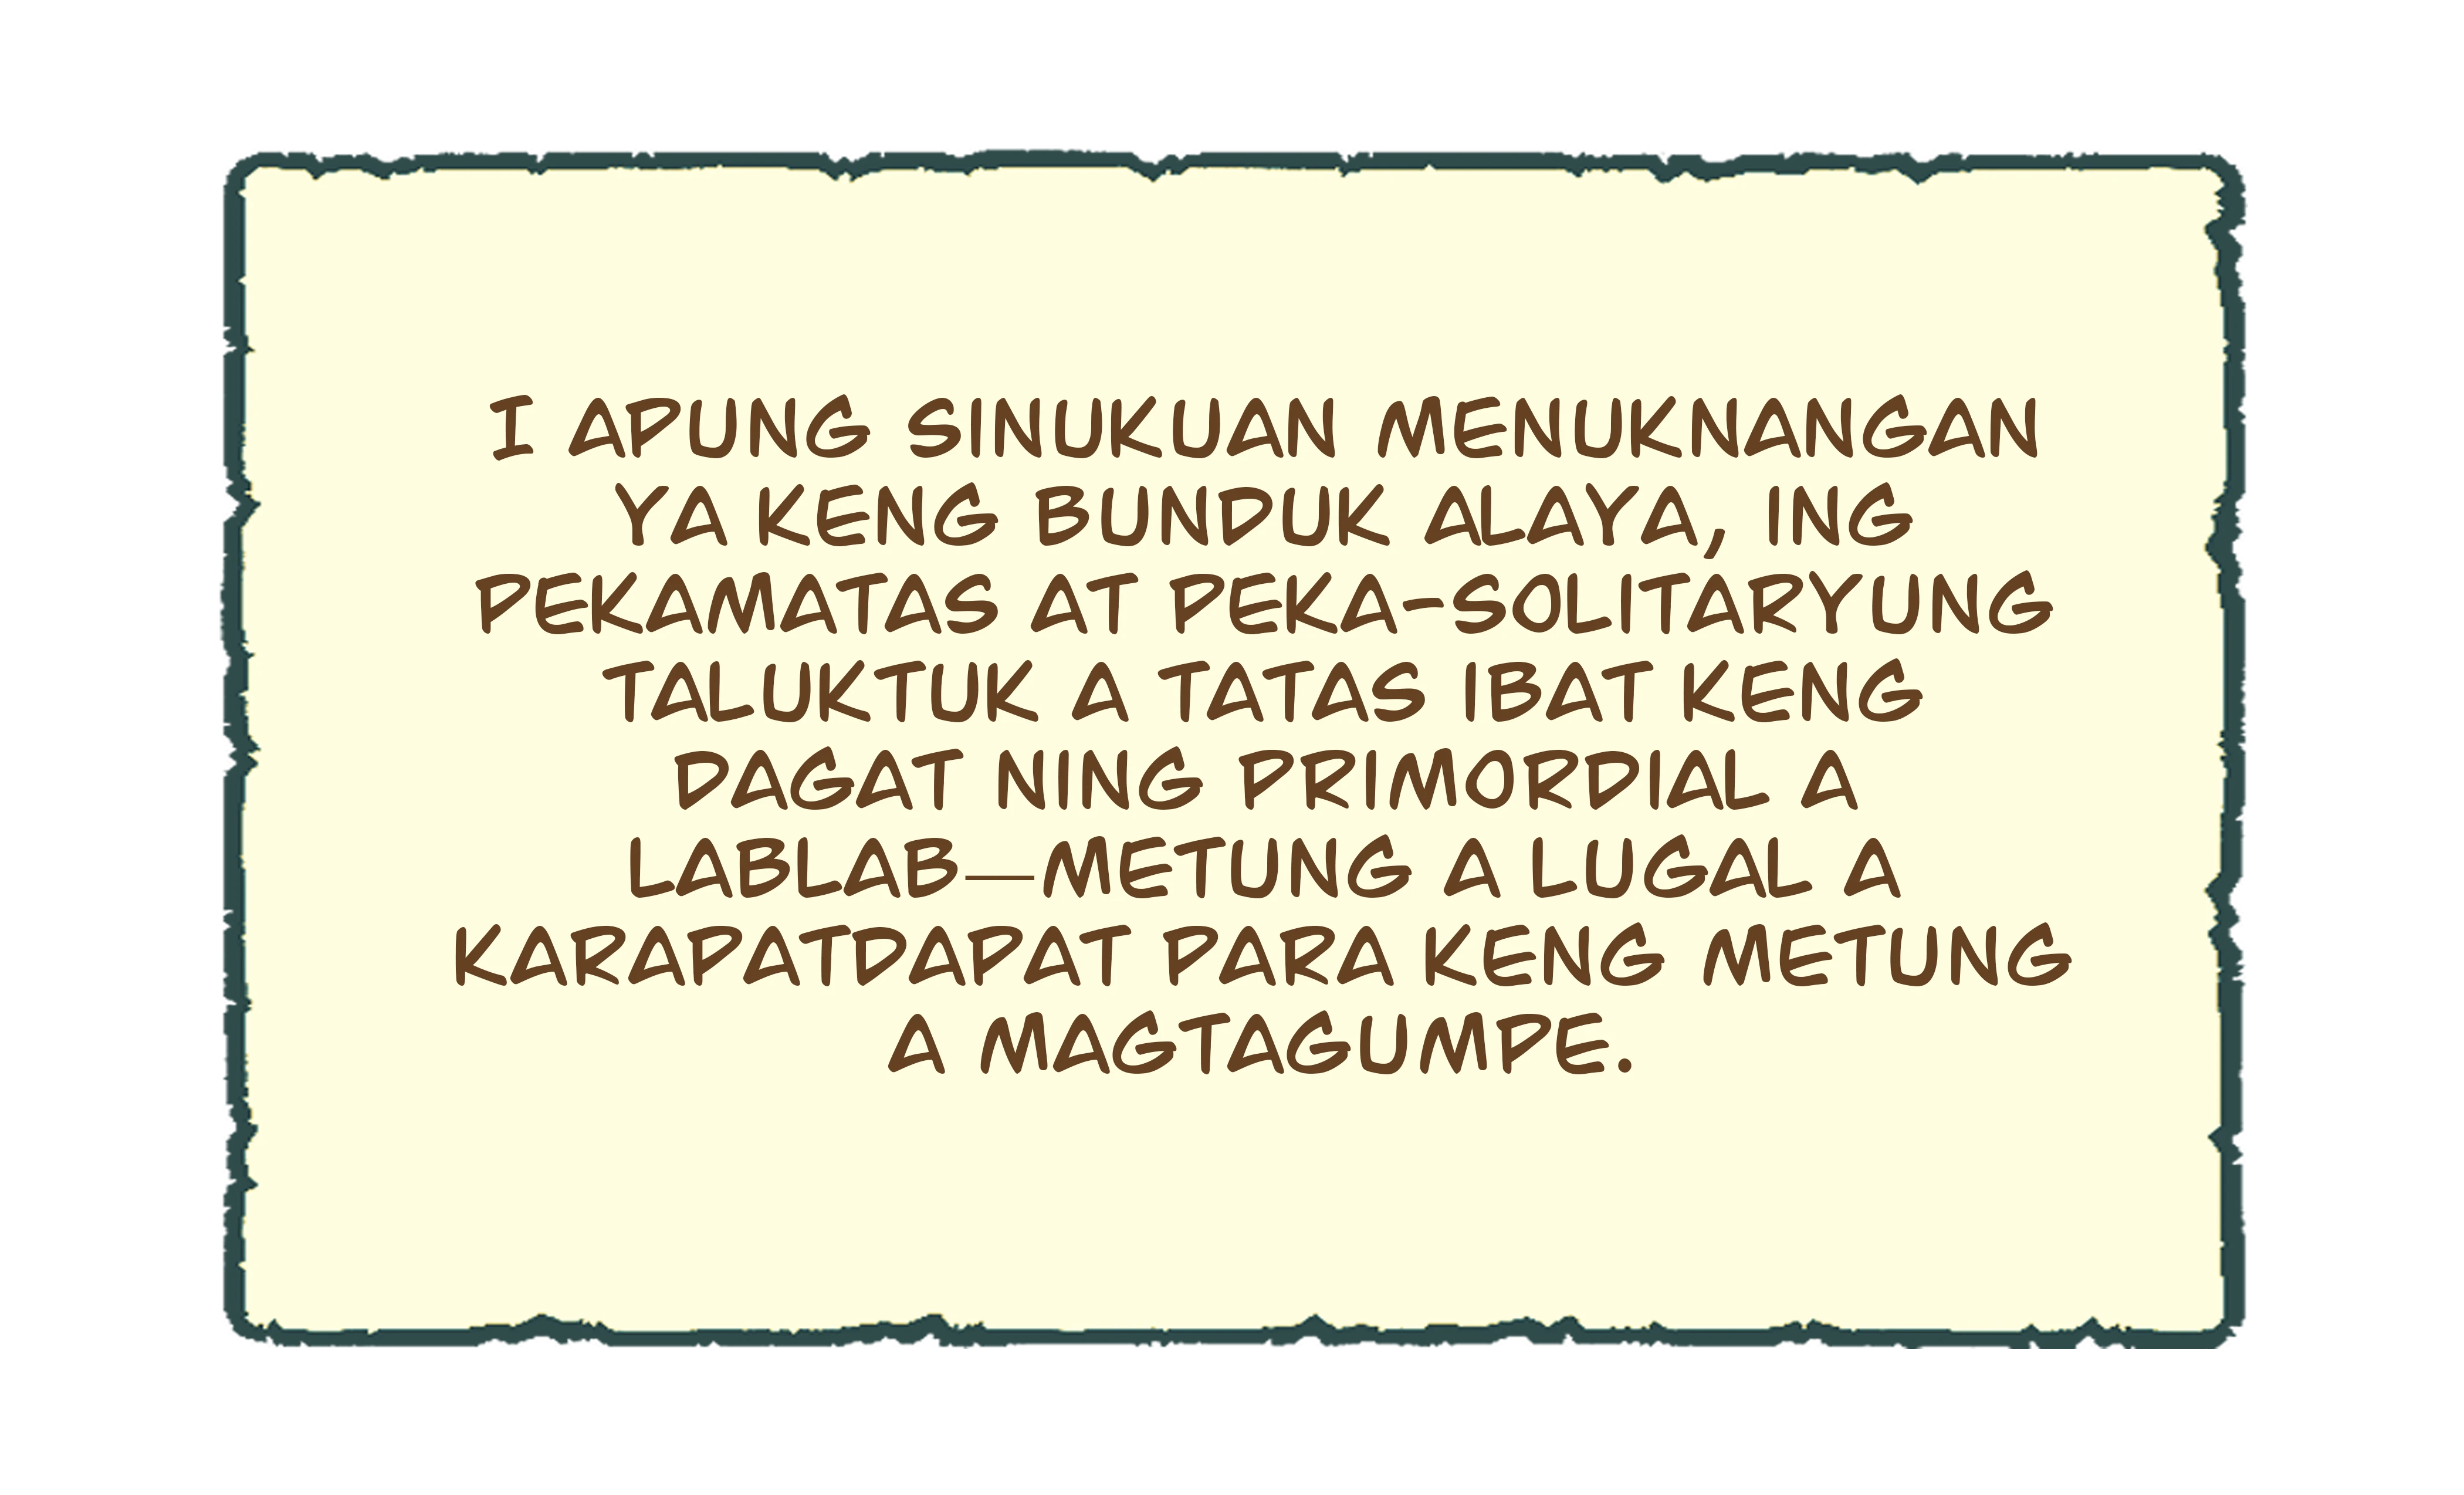 I APUNG SINUKUAN MENUKNANGAN
YA KENG BUNDUK ALAYA, ING
PEKAMATAS AT PEKA-SOLITARYUNG
TALUKTUK A TATAS IBAT KENG
DAGAT NING PRIMORDIAL A
LABLAB—METUNG A LUGAL A
KARAPATDAPAT PARA KENG METUNG
A MAGTAGUMPE.